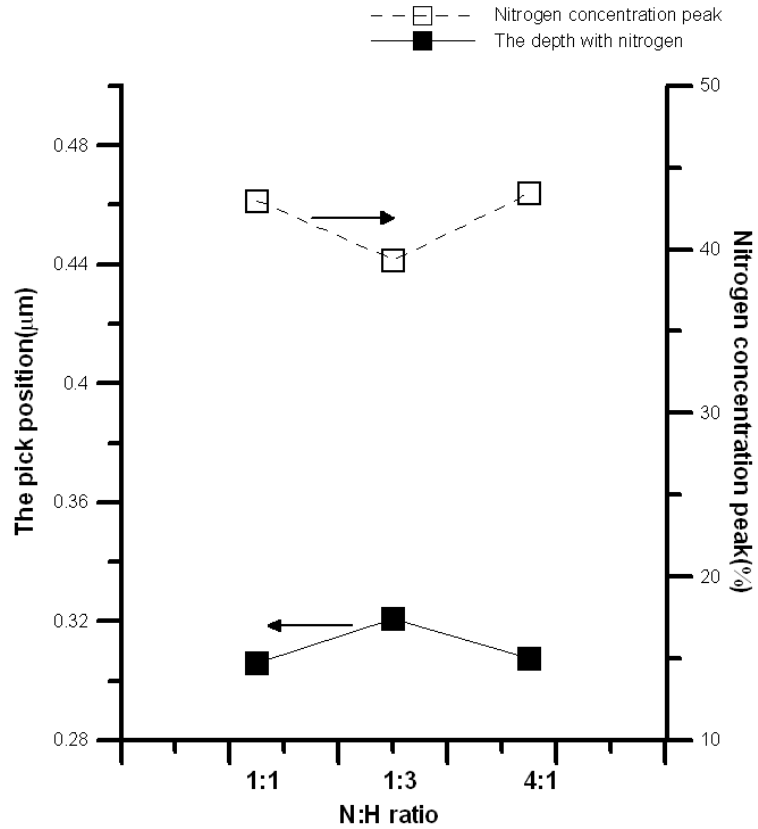 Nitrogen concentration peak
The depth with nitrogen
The pick position(μm)
0.48
0.44
0.4
0.36
0.32
0.28
50
40
30
20
10
Nitrogen concentration peak(%)
1:1 1:3 4:1
N:H ratio